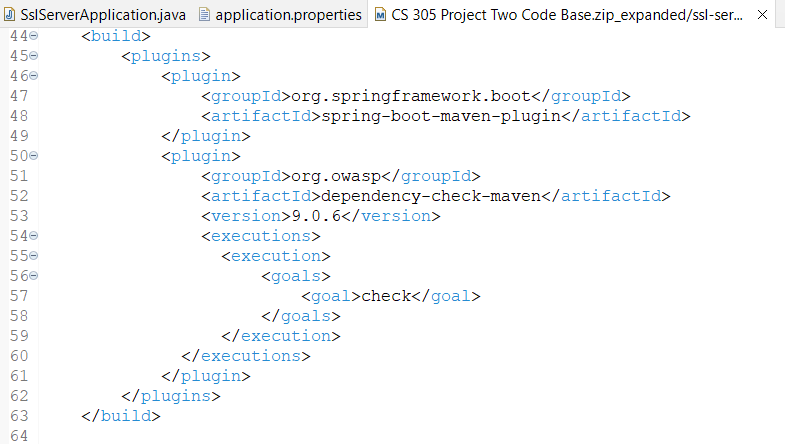 SslServerApplication.java application.properties CS 305 Project Two Code Base.zip_expanded/ssl-ser...
44 <build>
45 <plugins>
46 <plugin>
47 <groupId>org.springframework.boot</groupId>
48 <artifactId>spring-boot-maven-plugin</artifactId>
49 </plugin>
50 <plugin>
51 <groupId>org.owasp</groupId>
52 <artifactId>dependency-check-maven</artifactId>
53 <version>9.0.6</version>
54 <executions>
55 <execution>
56 <goals>
57 <goal>check</goal>
58 </goals>
59 </execution>
60 </executions>
61 </plugin>
62 </plugins>
63 </build>
64